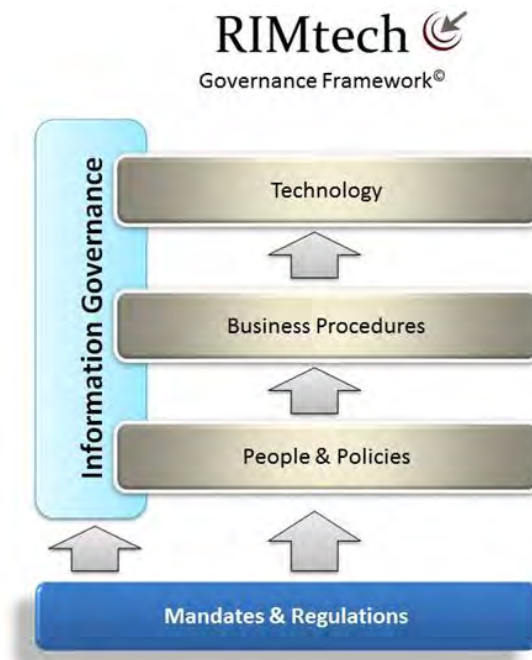 RIMtech
Governance Framework©
Information Governance
Technology
Business Procedures
People & Policies
Mandates & Regulations